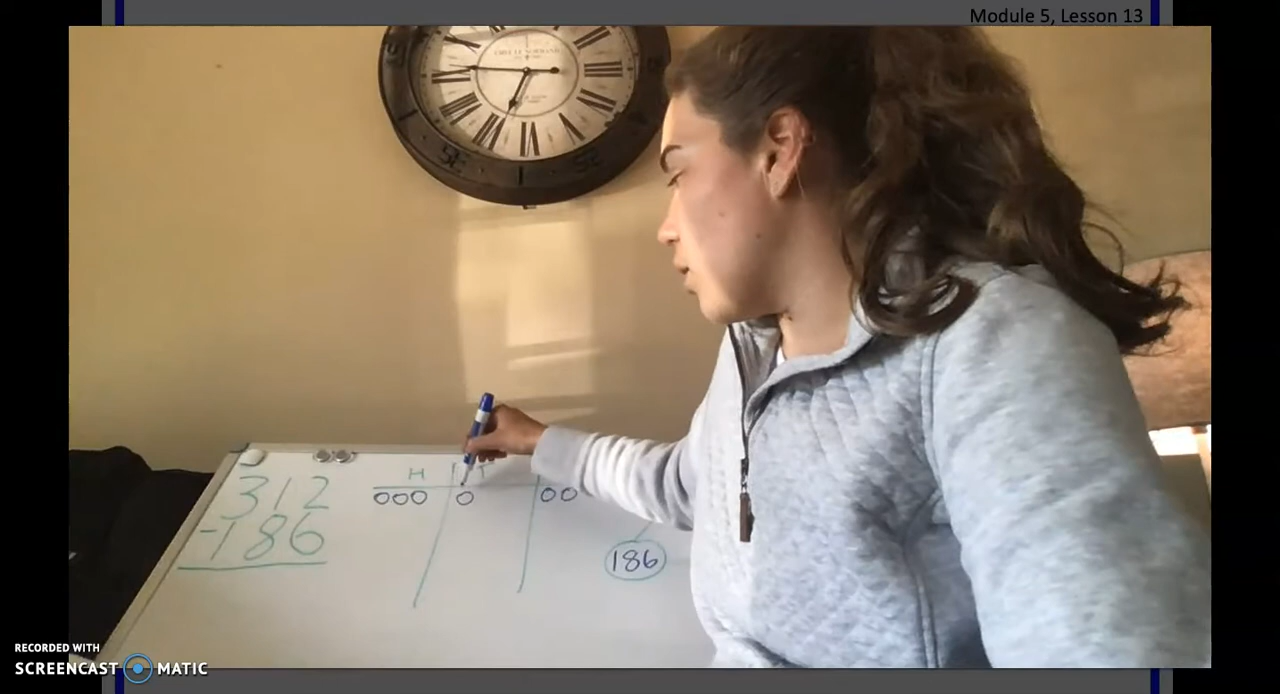 Module 5, Lesson 13
H T
312
-186
186
RECORDED WITH
SCREENCAST MATIC